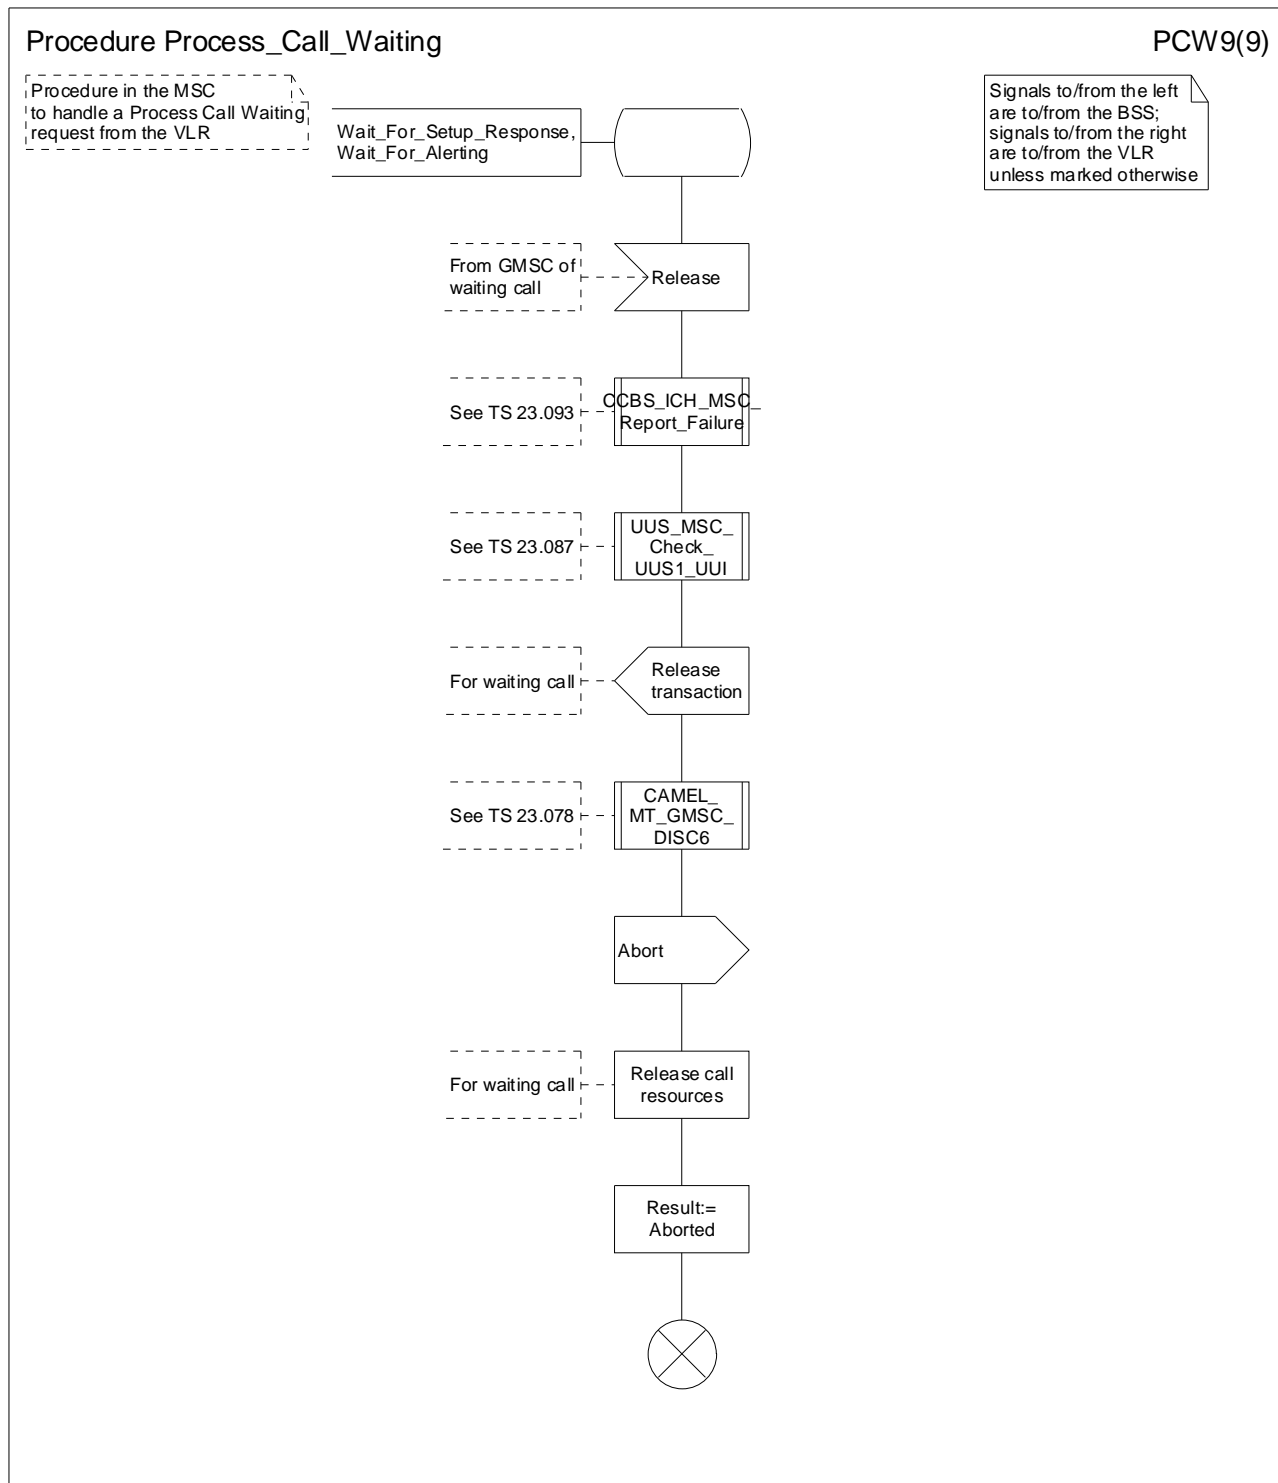 Procedure Process_Call_Waiting
PCW9(9)
Procedure in the MSC
to handle a Process Call Waiting
request from the VLR
Signals to/from the left
are to/from the BSS;
signals to/from the right
are to/from the VLR
unless marked otherwise
Wait_For_Setup_Response,
Wait_For_Alerting
From GMSC of
waiting call
Release
See TS 23.093
CCBS_ICH_MSC_
Report_Failure
See TS 23.087
UUS_MSC_
Check_
UUS1_UUI
For waiting call
Release
transaction
See TS 23.078
CAMEL_
MT_GMSC_
DISC6
Abort
For waiting call
Release call
resources
Result:=
Aborted